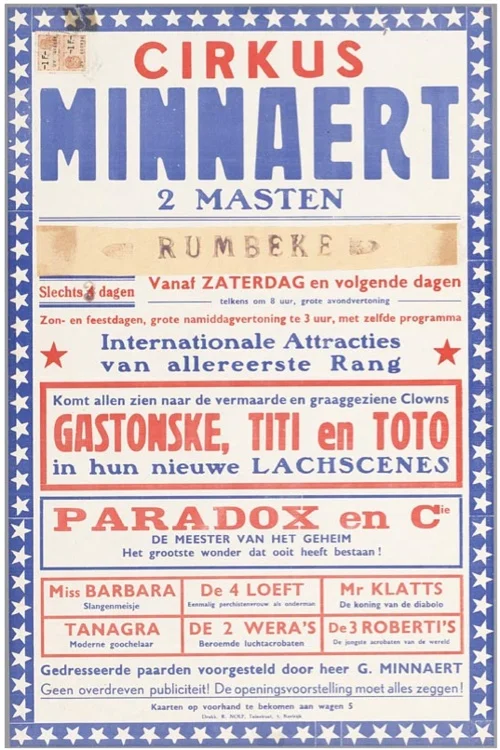 CIRKUS
MINNAERT
2 MASTEN
RUMBEKE
Slechts dagen
Vanaf ZATERDAG en volgende dagen
telkens om 8 uur, grote avondvertoning
Zon- en feestdagen, grote namiddagvertoning te 3 uur, met zelfde programma
Internationale Attracties
van allereerste Rang
Komt allen zien naar de vermaarde en graaggeziene Clowns
GASTONSKE, TITI en TOTO
in hun nieuwe LACHSCENES
PARADOX en Cie
DE MEESTER VAN HET GEHEIM
Het grootste wonder dat ooit heeft bestaan!
Miss BARBARA
Slangenmeisje
De 4 LOEFT
Eenmalig perchistenvrouw als onderman
Mr KLATTS
De koning van de diabolo
TANAGRA
Moderne goochelaar
DE 2 WERA'S
Beroemde luchtacrobaten
De 3 ROBERTI'S
De jongste acrobaten van de wereld
Gedresseerde paarden voorgesteld door heer G. MINNAERT
Geen overdreven publiciteit! De openingsvoorstelling moet alles zeggen!
Kaarten op voorhand te bekomen aan wagen 5
Drukk. R.